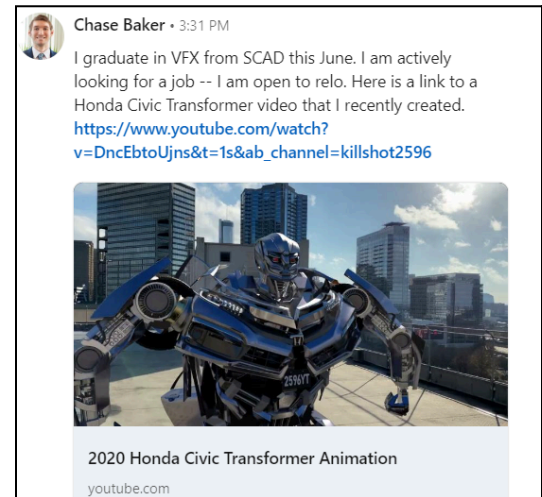 Chase Baker • 3:31 PM
I graduate in VFX from SCAD this June. I am actively
looking for a job -- I am open to relo. Here is a link to a
Honda Civic Transformer video that I recently created.
https://www.youtube.com/watch?
v=DncEbtoUjns&t=1s&ab_channel=killshot2596
2596YT
2020 Honda Civic Transformer Animation
youtube.com